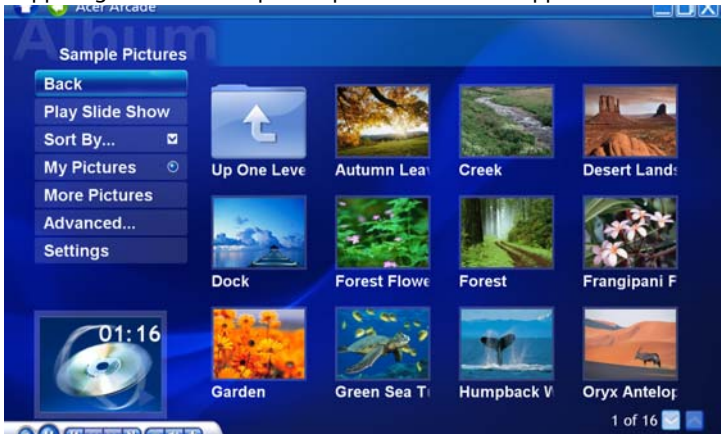 Acer Arcade
Album
Sample Pictures
Back
Play Slide Show
Sort By...
My Pictures
More Pictures
Advanced...
Settings
Up One Leve
Autumn Lea
Creek
Desert Land
Dock
Forest Flowe
Forest
Frangipani F
Garden
Green Sea T
Humpback W
Oryx Antelop
01:16
1 of 16